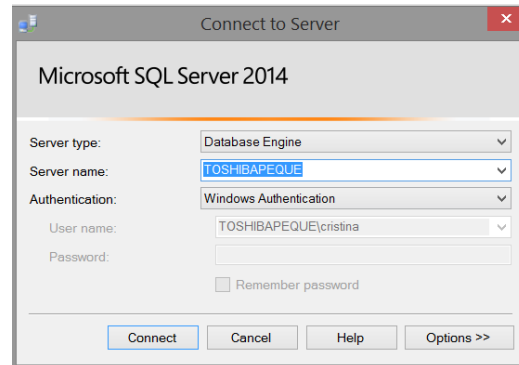 Connect to Server
Microsoft SQL Server 2014
Server type: Database Engine
Server name: TOSHIBAPEQUE
Authentication: Windows Authentication
User name: TOSHIBAPEQUE\cristina
Password:
Remember password
Connect Cancel Help Options >>